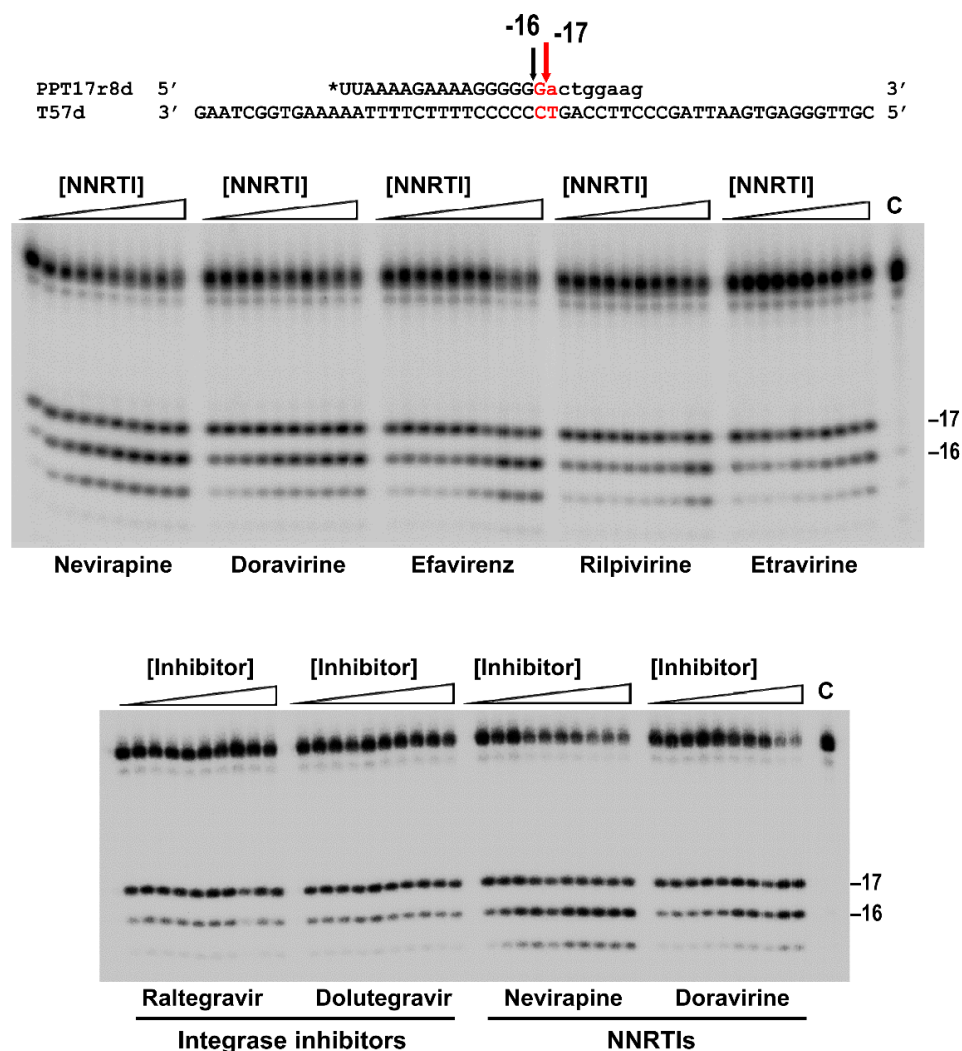 -16
-17
PPT17r8d 5′ *UUAAAAGAAAAGGGGGGactggaag 3′
T57d 3′ GAATCGGTGAAAAATTTTCTTTTCCCCCCTGACCTTCCCGATTAAGTGAGGGTTGC 5′
[NNRTI] [NNRTI] [NNRTI] [NNRTI] [NNRTI] C
–17
–16
Nevirapine Doravirine Efavirenz Rilpivirine Etravirine
[Inhibitor] [Inhibitor] [Inhibitor] [Inhibitor] C
–17
–16
Raltegravir Dolutegravir Nevirapine Doravirine
Integrase inhibitors NNRTIs